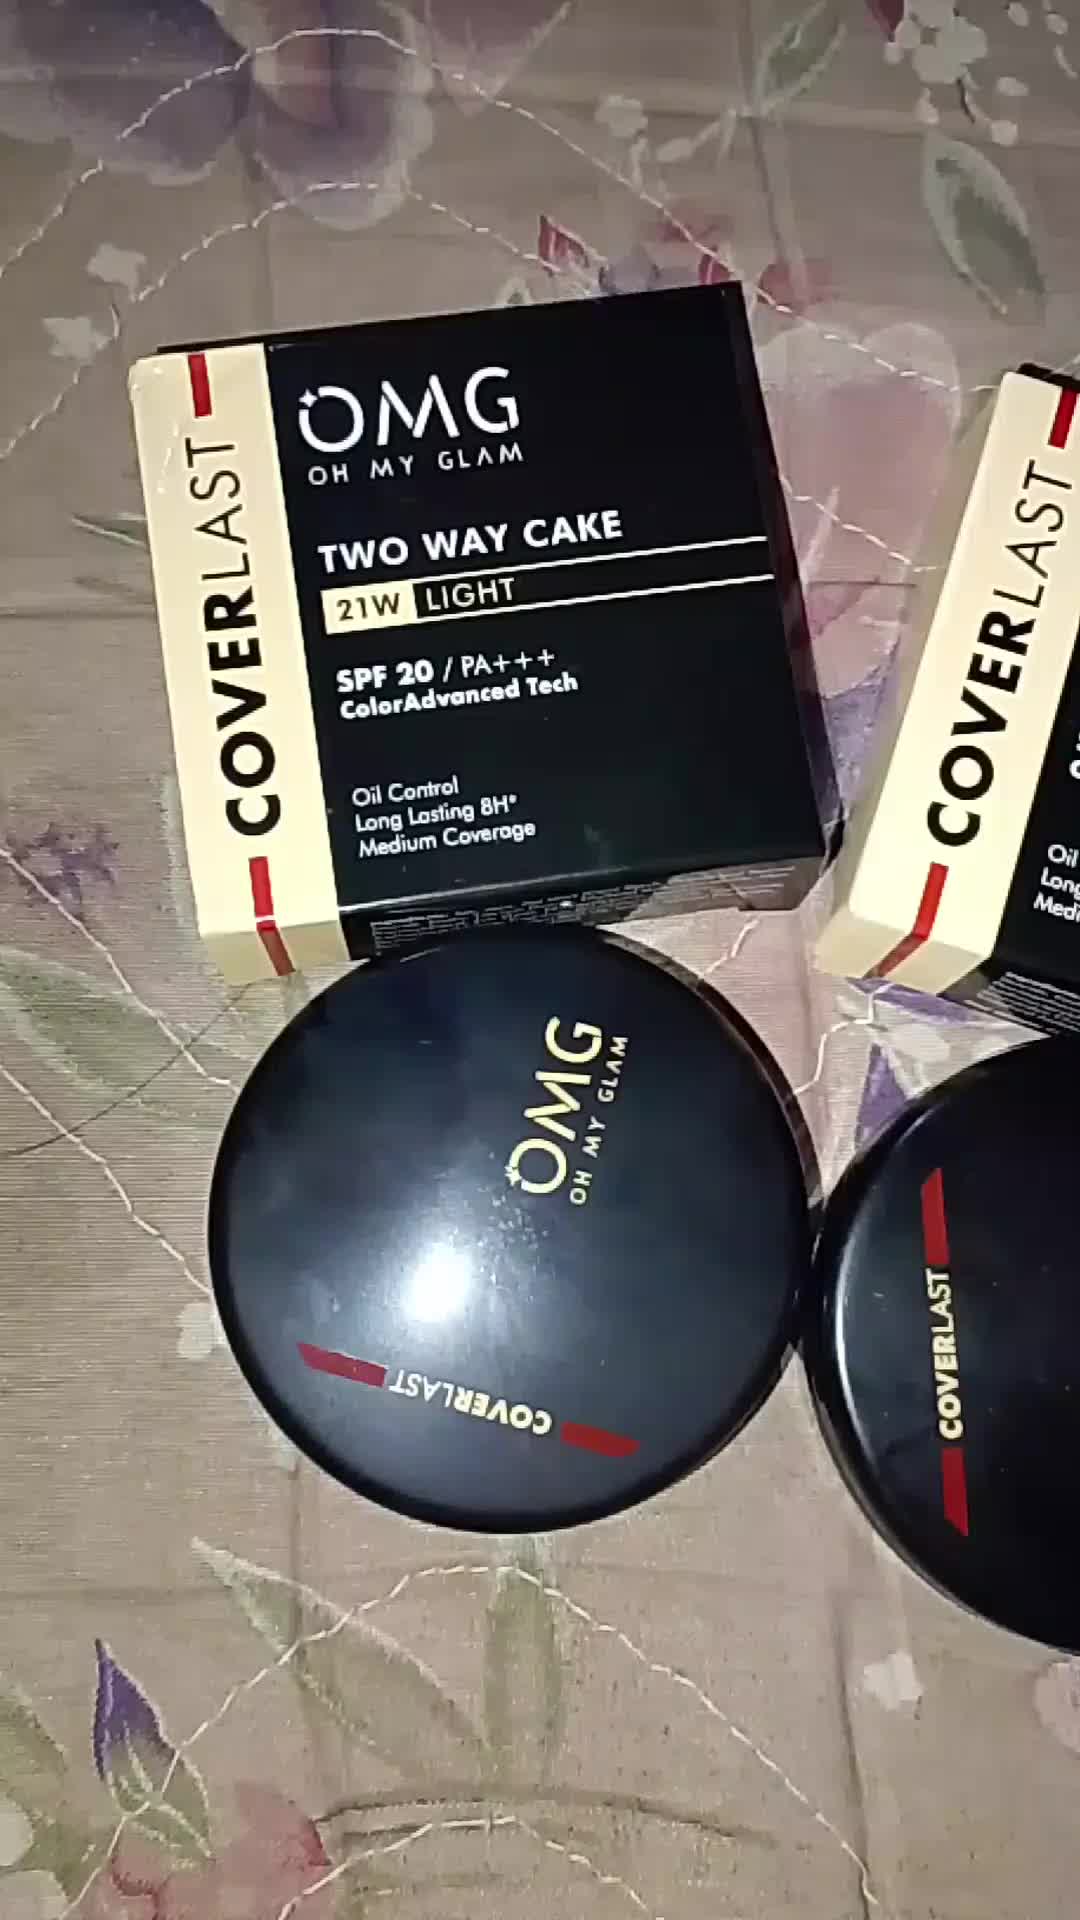 COVERLAST
OMG
OH MY GLAM
TWO WAY CAKE
21W LIGHT
SPF 20 / PA+++
ColorAdvanced Tech
Oil Control
Long Lasting 8H*
Medium Coverage
COVERLAST
Oil
OMG
OH MY GLAM
COVERLAST
COVERLAST